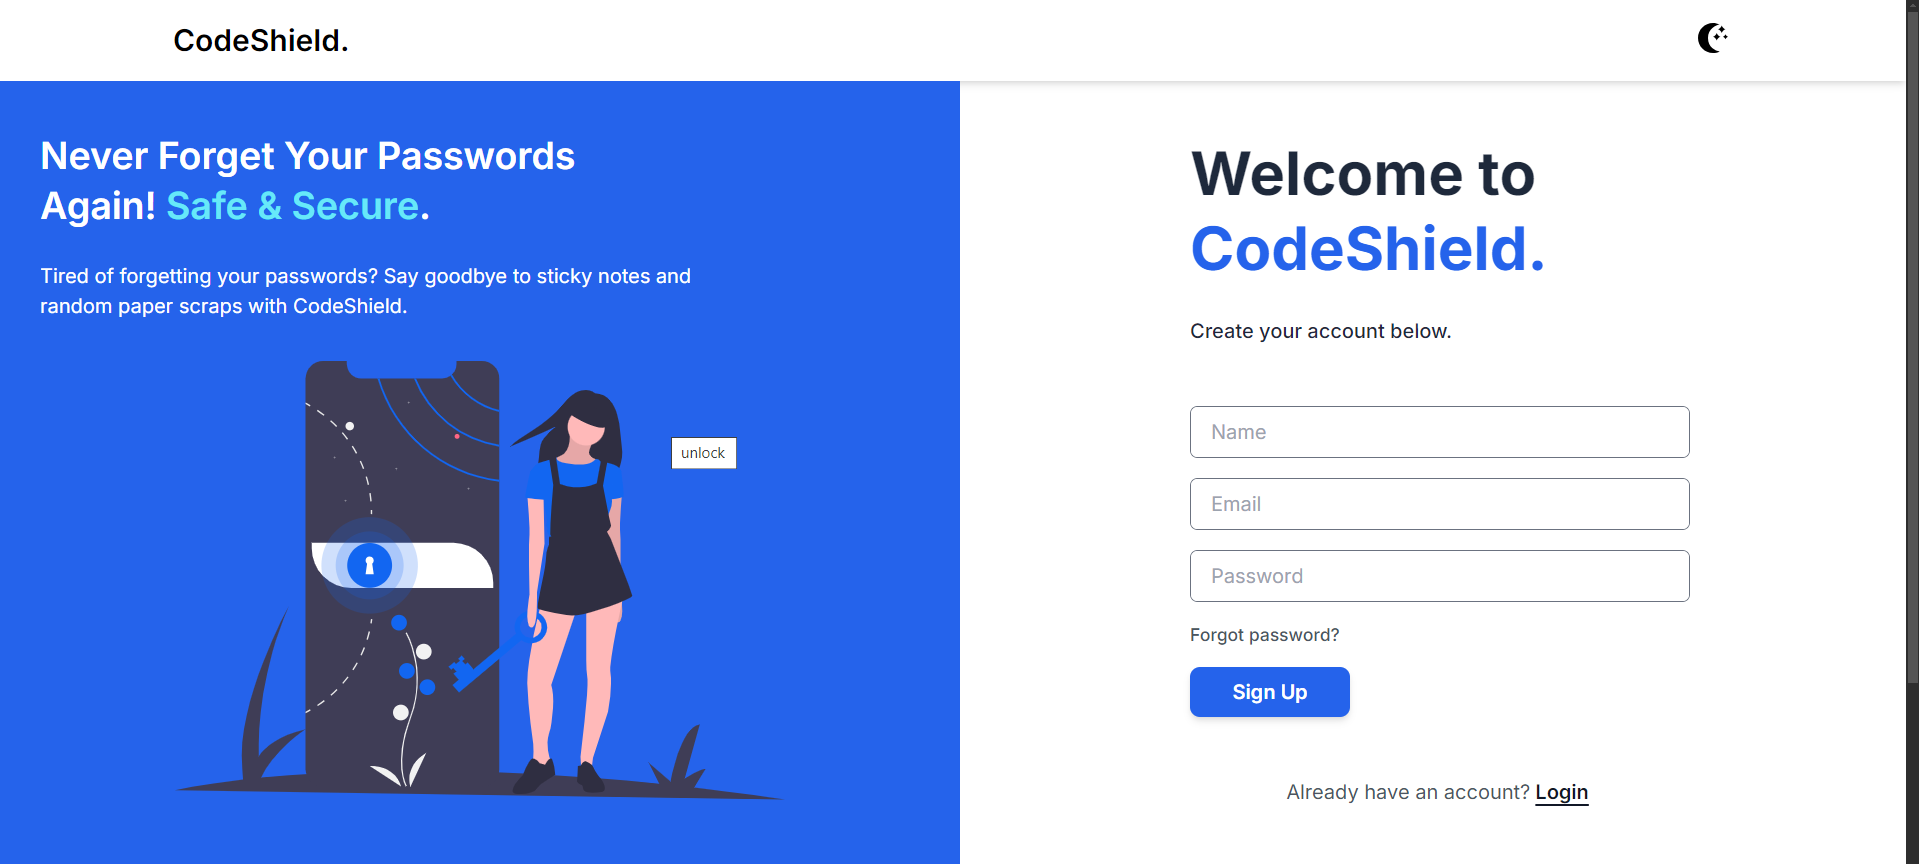 CodeShield.
Never Forget Your Passwords
Again! Safe & Secure.
Tired of forgetting your passwords? Say goodbye to sticky notes and
random paper scraps with CodeShield.
unlock
Welcome to
CodeShield.
Create your account below.
Name
Email
Password
Forgot password?
Sign Up
Already have an account? Login